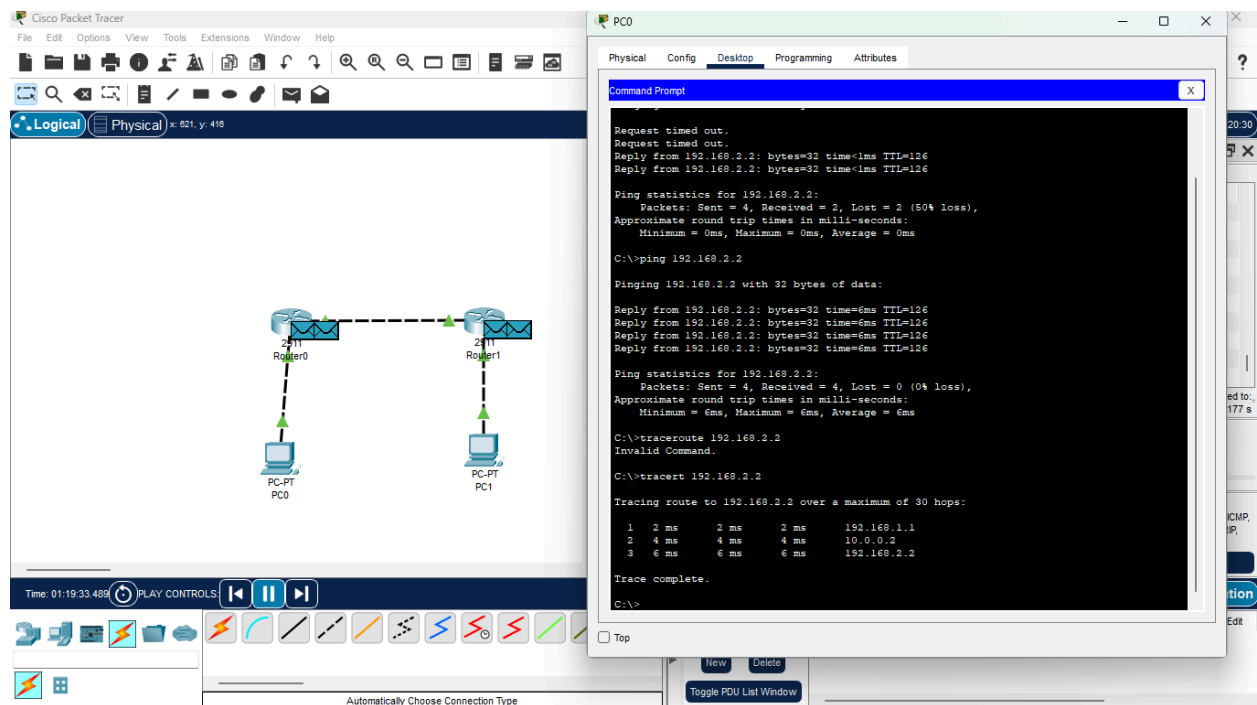 Cisco Packet Tracer
File Edit Options View Tools Extensions Window Help
Logical
Physical
x: 621, y: 416
2911
Router0
2911
Router1
PC-PT
PC0
PC-PT
PC1
Time: 01:19:33.489
PLAY CONTROLS:
Automatically Choose Connection Type
PC0
Physical Config Desktop Programming Attributes
Command Prompt
X
Request timed out.
Request timed out.
Reply from 192.168.2.2: bytes=32 time<1ms TTL=126
Reply from 192.168.2.2: bytes=32 time<1ms TTL=126
Ping statistics for 192.168.2.2:
Packets: Sent = 4, Received = 2, Lost = 2 (50% loss),
Approximate round trip times in milli-seconds:
Minimum = 0ms, Maximum = 0ms, Average = 0ms
C:\>ping 192.168.2.2
Pinging 192.168.2.2 with 32 bytes of data:
Reply from 192.168.2.2: bytes=32 time=6ms TTL=126
Reply from 192.168.2.2: bytes=32 time=6ms TTL=126
Reply from 192.168.2.2: bytes=32 time=6ms TTL=126
Reply from 192.168.2.2: bytes=32 time=6ms TTL=126
Ping statistics for 192.168.2.2:
Packets: Sent = 4, Received = 4, Lost = 0 (0% loss),
Approximate round trip times in milli-seconds:
Minimum = 6ms, Maximum = 6ms, Average = 6ms
C:\>traceroute 192.168.2.2
Invalid Command.
C:\>tracert 192.168.2.2
Tracing route to 192.168.2.2 over a maximum of 30 hops:
1 2 ms 2 ms 2 ms 192.168.1.1
2 4 ms 4 ms 4 ms 10.0.0.2
3 6 ms 6 ms 6 ms 192.168.2.2
Trace complete.
C:\>
Top
New
Delete
Toggle PDU List Window
?
20:30
ed to:,
177 s
ICMP,
tion
Edit